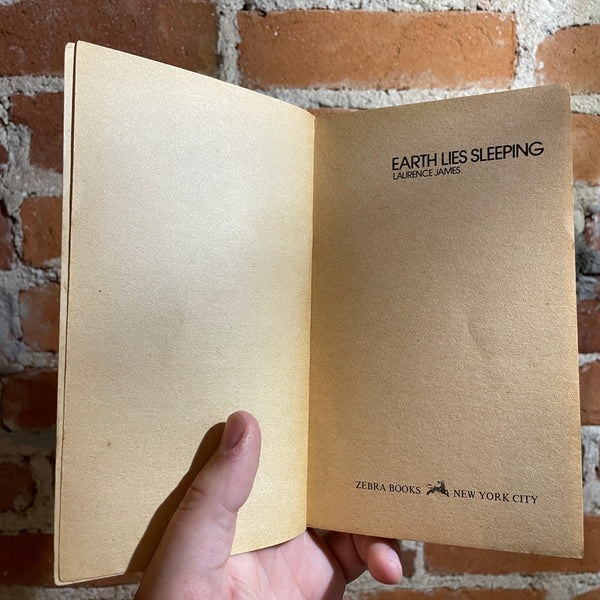 EARTH LIES SLEEPING
LAURENCE JAMES
ZEBRA BOOKS NEW YORK CITY